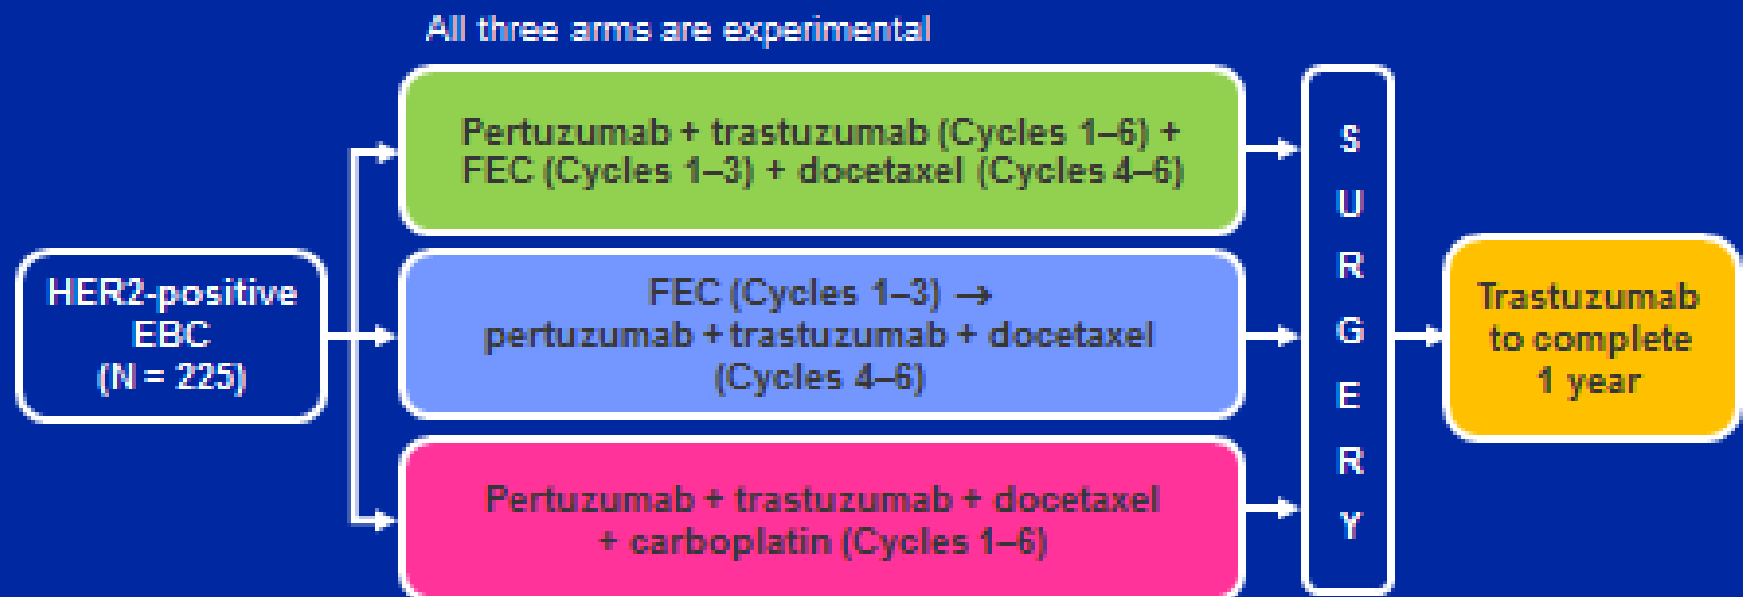 All three arms are experimental
Pertuzumab + trastuzumab (Cycles 1–6) +
FEC (Cycles 1–3) + docetaxel (Cycles 4–6)
HER2-positive
EBC
(N = 225)
FEC (Cycles 1–3) →
pertuzumab + trastuzumab + docetaxel
(Cycles 4–6)
Pertuzumab + trastuzumab + docetaxel
+ carboplatin (Cycles 1–6)
S
U
R
G
E
R
Y
Trastuzumab
to complete
1 year